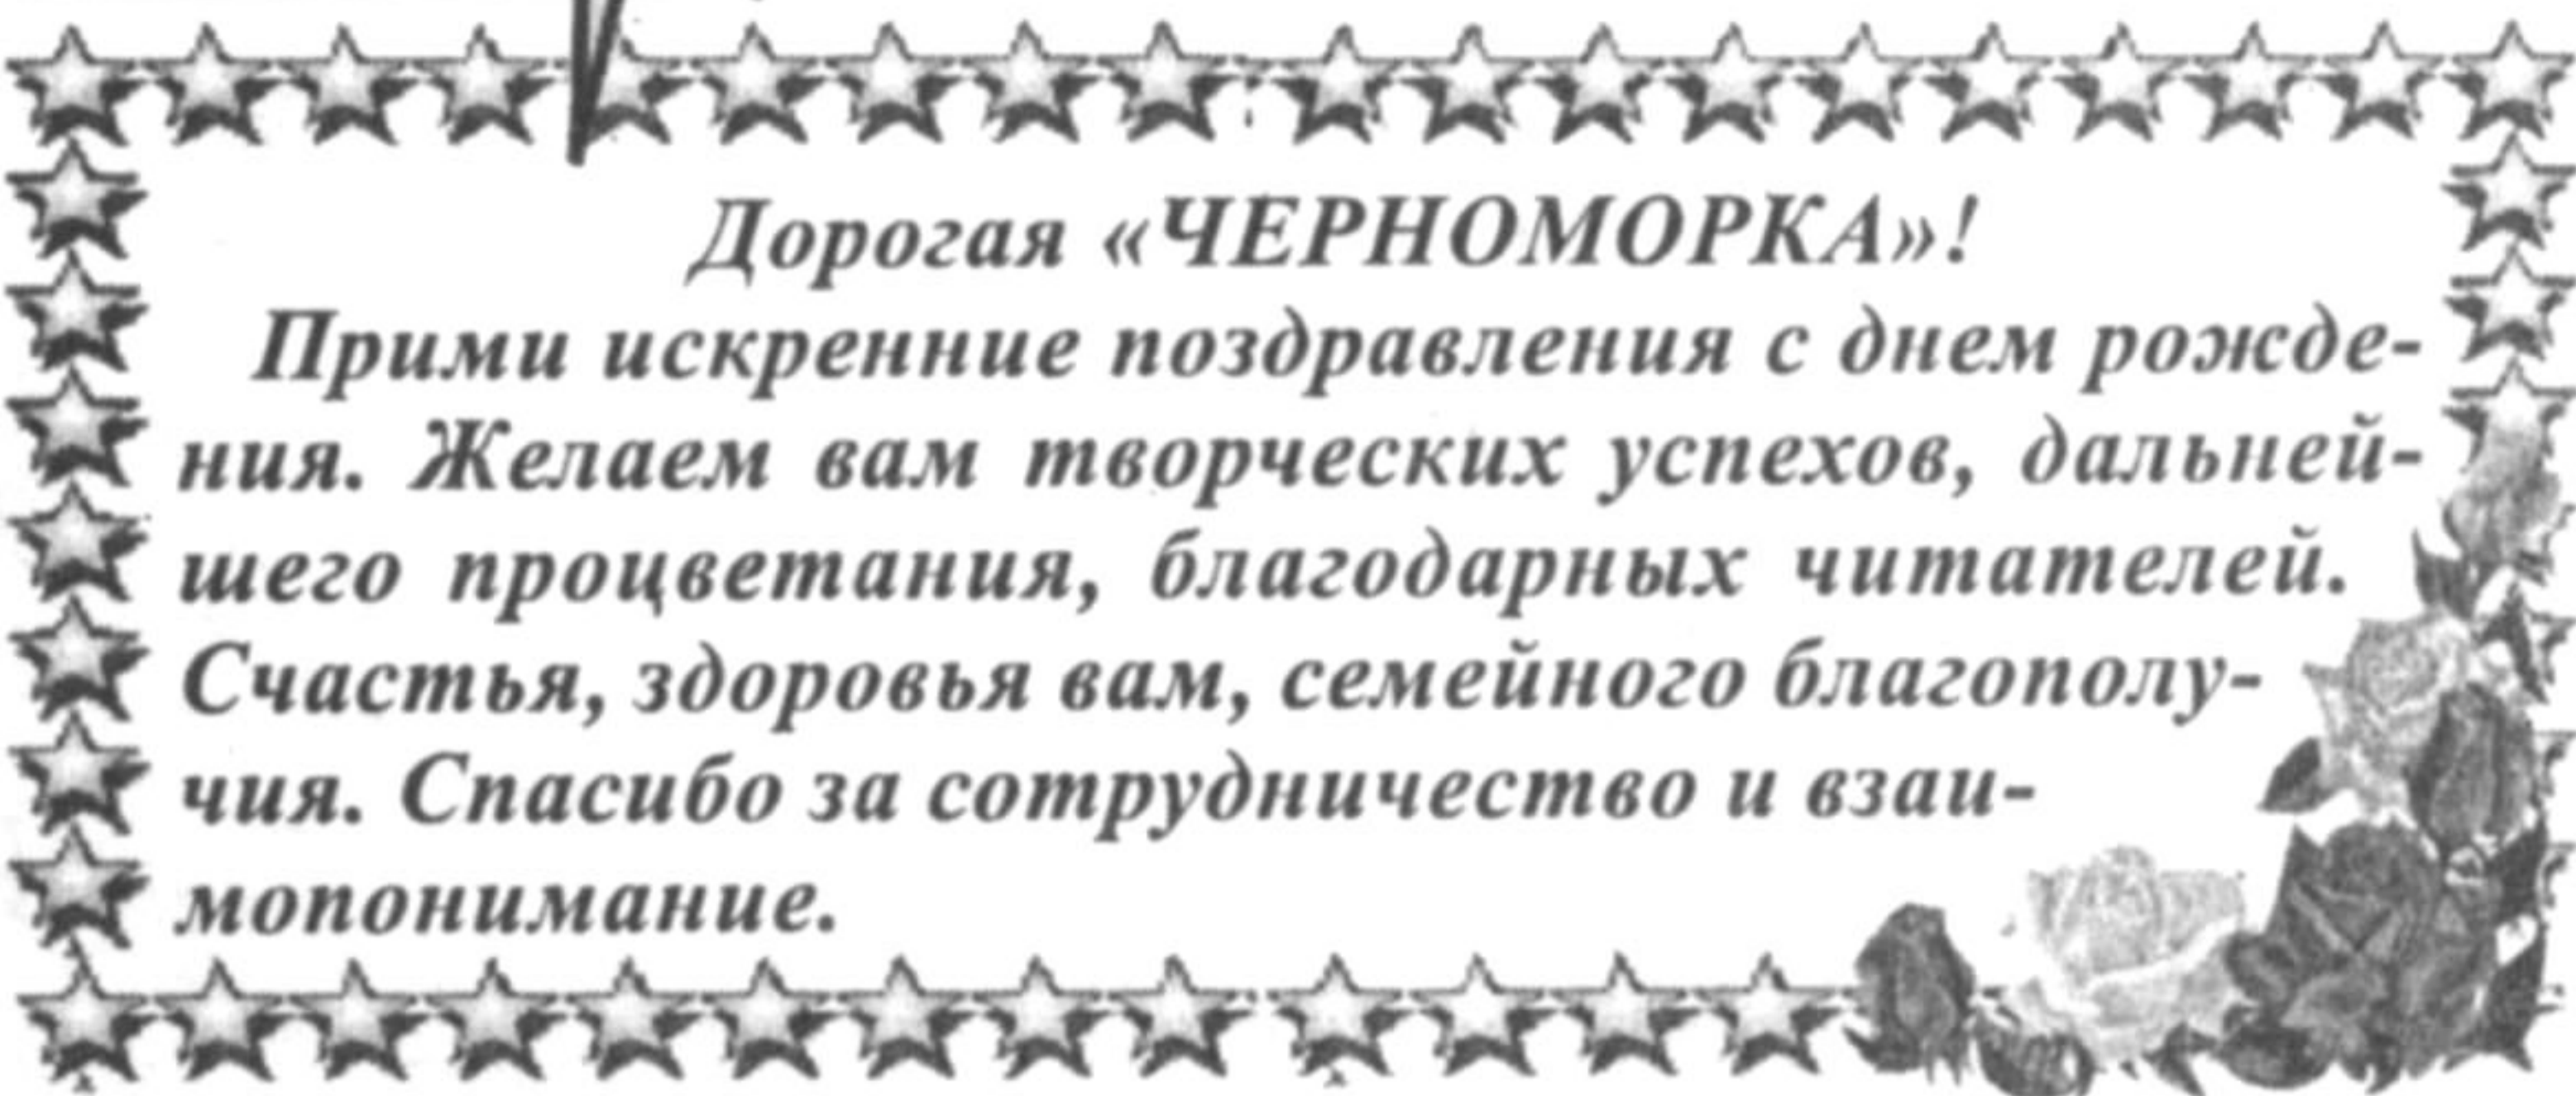 Дорогая «ЧЕРНОМОРКА»!
Прими искренние поздравления с днем рожде-
ния. Желаем вам творческих успехов, дальней-
шего процветания, благодарных читателей.
Счастья, здоровья вам, семейного благополу-
чия. Спасибо за сотрудничество и взаи-
мопонимание.